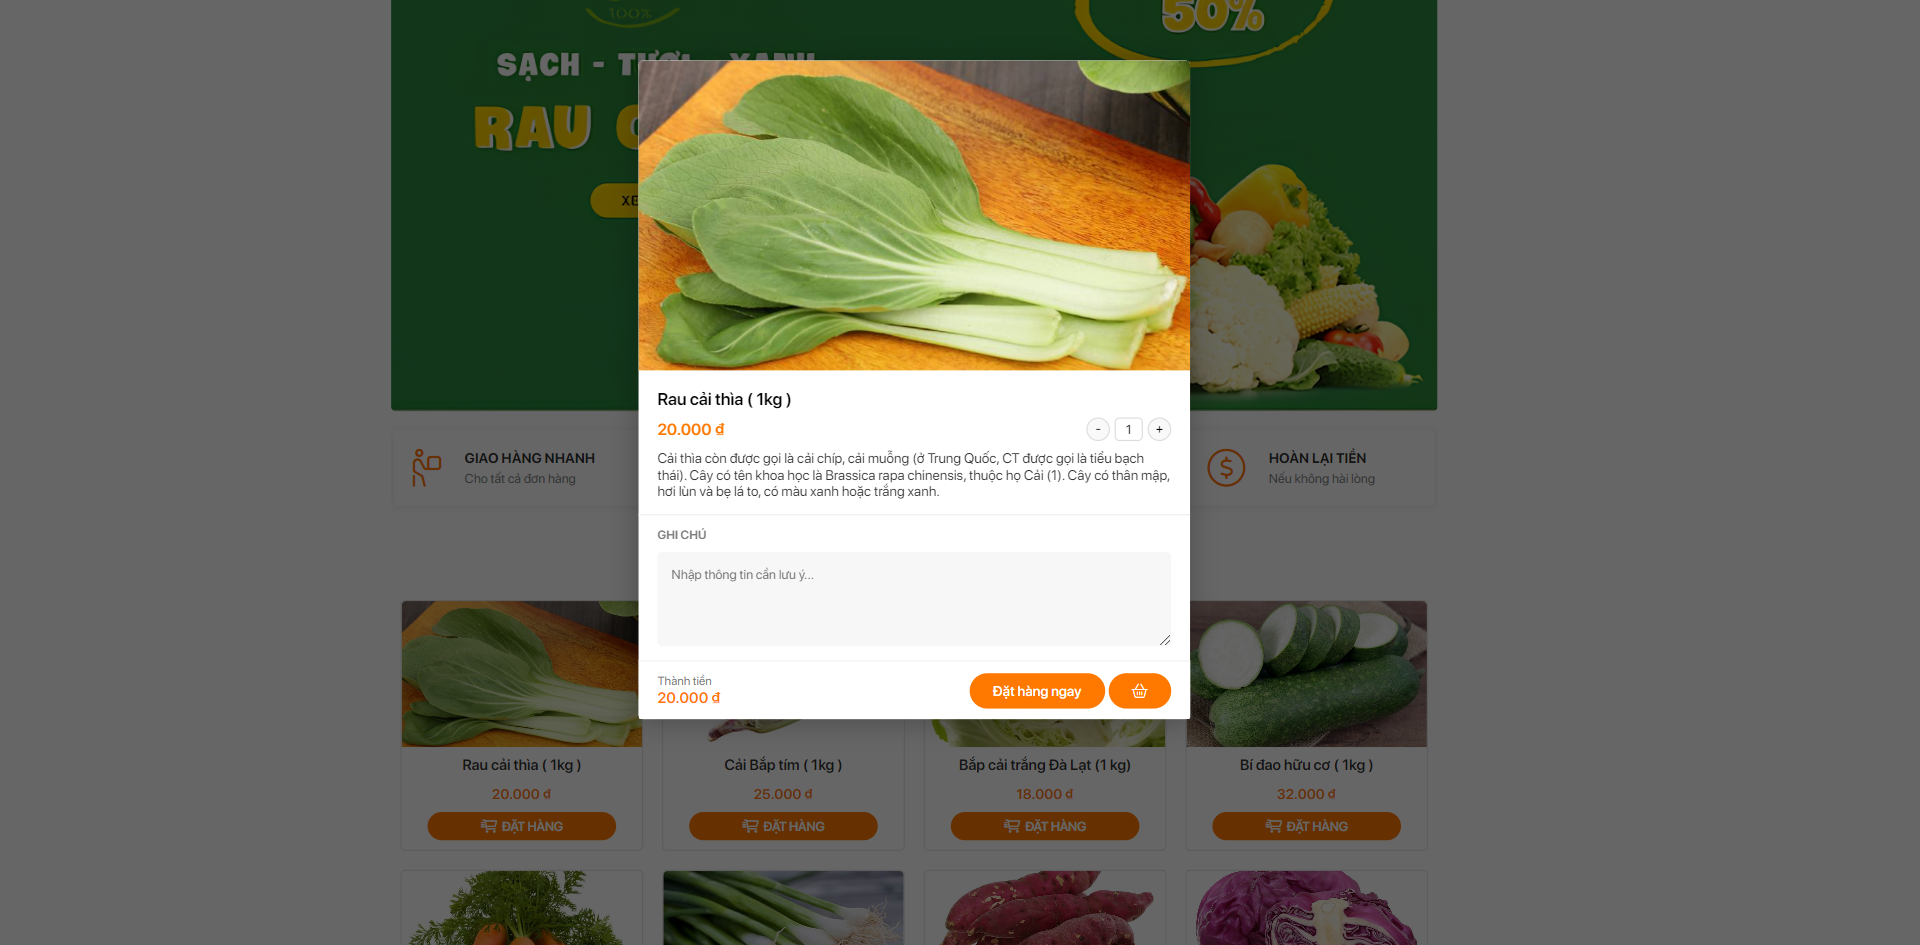 100%
50%
SẠCH - TƯƠI - XANH
RAU
GIAO HÀNG NHANH
Cho tất cả đơn hàng
HOÀN LẠI TIỀN
Nếu không hài lòng
Rau cải thìa ( 1kg )
20.000 đ
- 1 +
Cải thìa còn được gọi là cải chíp, cải muỗng (ở Trung Quốc, CT được gọi là tiểu bạch
thái). Cây có tên khoa học là Brassica rapa chinensis, thuộc họ Cải (1). Cây có thân mập,
hơi lùn và bẹ lá to, có màu xanh hoặc trắng xanh.
GHI CHÚ
Nhập thông tin cần lưu ý...
Thành tiền
20.000 đ
Đặt hàng ngay
Rau cải thìa ( 1kg )
20.000 đ
ĐẶT HÀNG
Cải Bắp tím ( 1kg )
25.000 đ
ĐẶT HÀNG
Bắp cải trắng Đà Lạt (1 kg)
18.000 đ
ĐẶT HÀNG
Bí đao hữu cơ ( 1kg )
32.000 đ
ĐẶT HÀNG